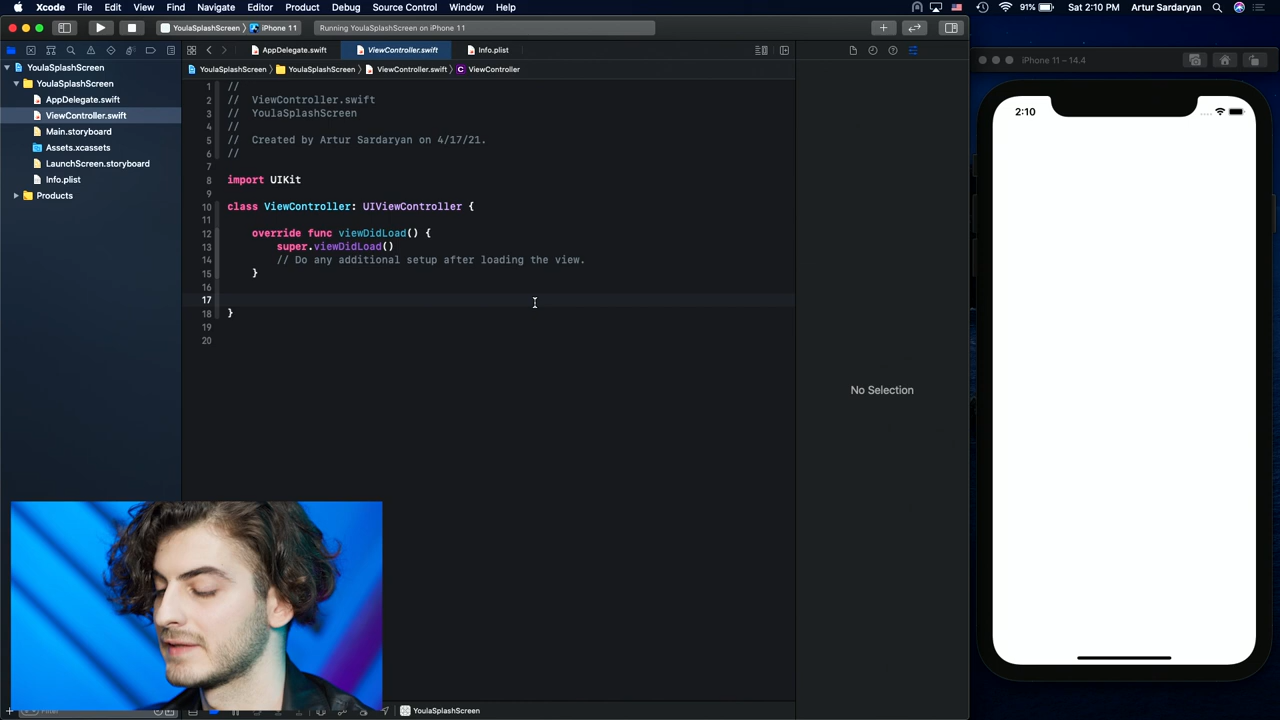 Xcode File Edit View Find Navigate Editor Product Debug Source Control Window Help 91% Sat 2:10 PM Artur Sardaryan
YoulaSplashScreen iPhone 11 Running YoulaSplashScreen on iPhone 11
AppDelegate.swift ViewController.swift Info.plist
YoulaSplashScreen YoulaSplashScreen ViewController.swift C ViewController
YoulaSplashScreen
YoulaSplashScreen
AppDelegate.swift
ViewController.swift
Main.storyboard
Assets.xcassets
LaunchScreen.storyboard
Info.plist
Products
1 //
2 // ViewController.swift
3 // YoulaSplashScreen
4 //
5 // Created by Artur Sardaryan on 4/17/21.
6 //
7
8 import UIKit
9
10 class ViewController: UIViewController {
11
12 override func viewDidLoad() {
13 super.viewDidLoad()
14 // Do any additional setup after loading the view.
15 }
16
17
18 }
19
20
No Selection
iPhone 11 – 14.4
2:10
YoulaSplashScreen